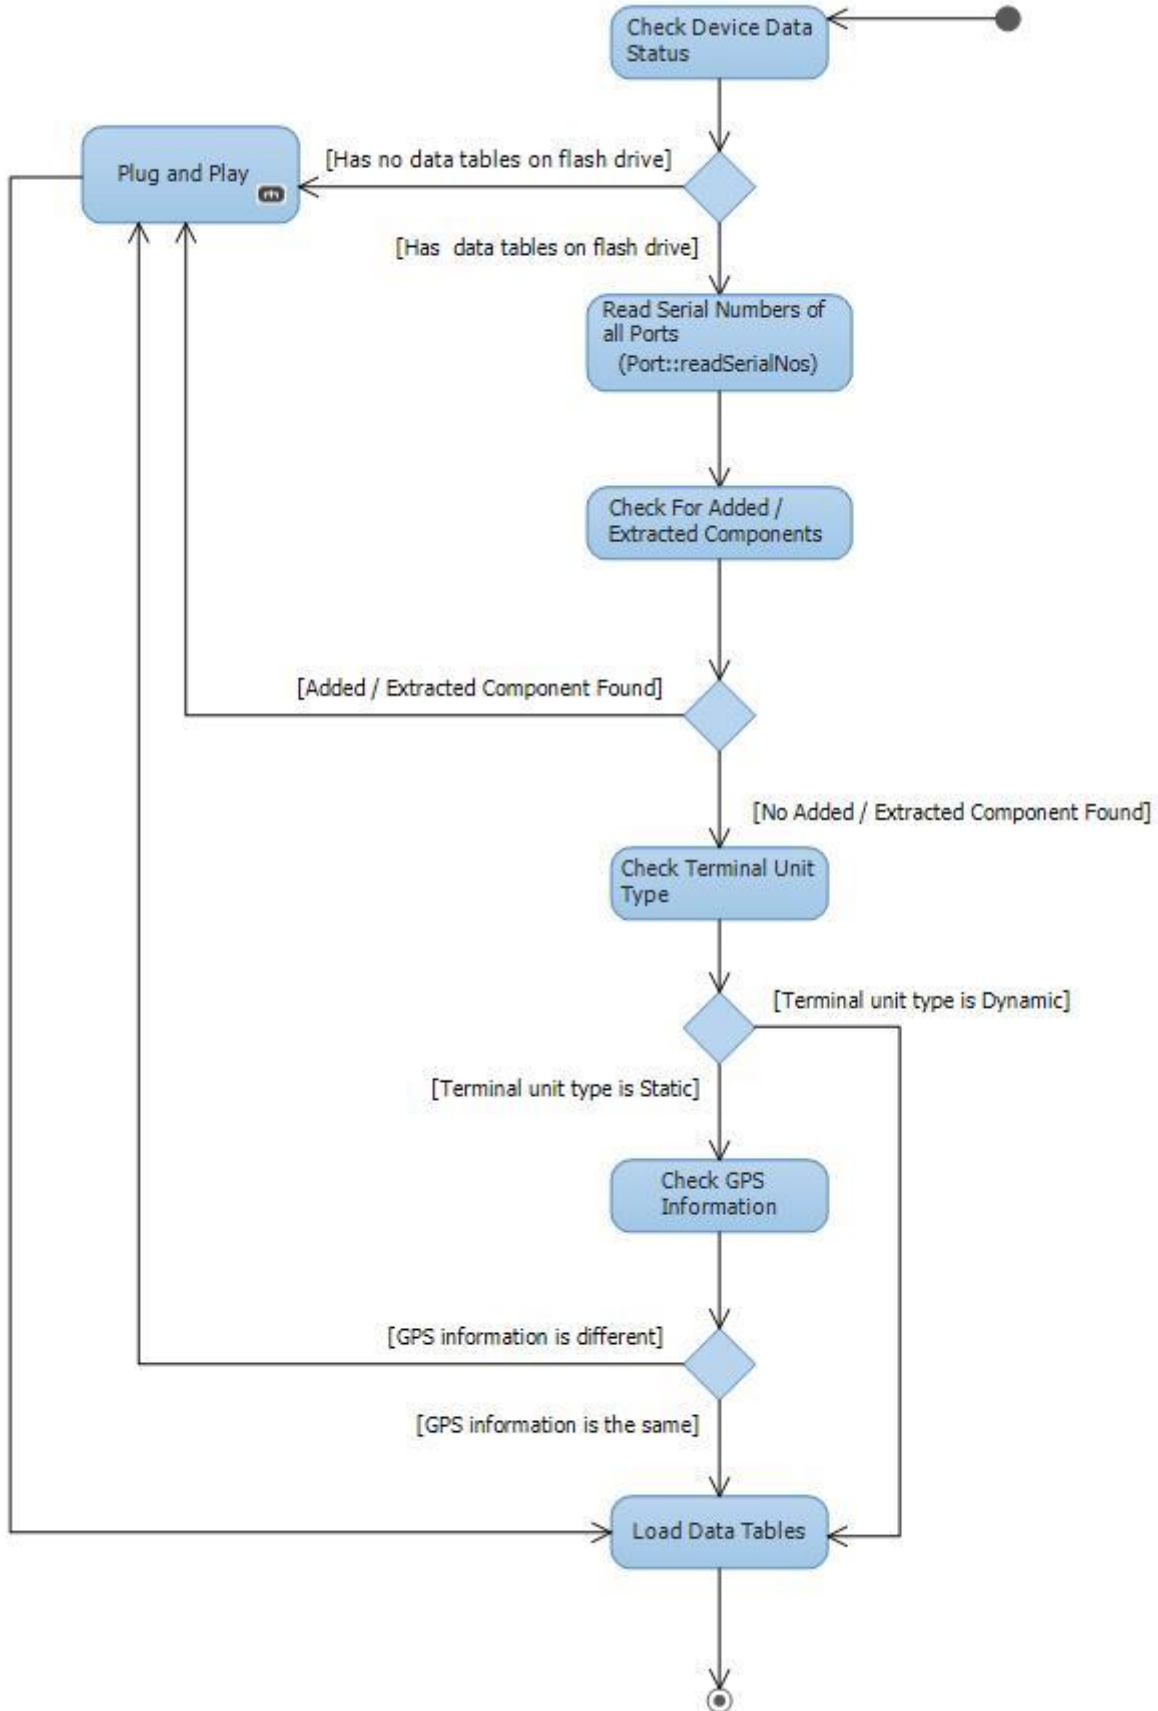 Check Device Data
Status
Plug and Play
[Has no data tables on flash drive]
[Has  data tables on flash drive]
Read Serial Numbers of
all Ports
(Port::readSerialNos)
Check For Added /
Extracted Components
[Added / Extracted Component Found]
[No Added / Extracted Component Found]
Check Terminal Unit
Type
[Terminal unit type is Dynamic]
[Terminal unit type is Static]
Check GPS
Information
[GPS information is different]
[GPS information is the same]
Load Data Tables